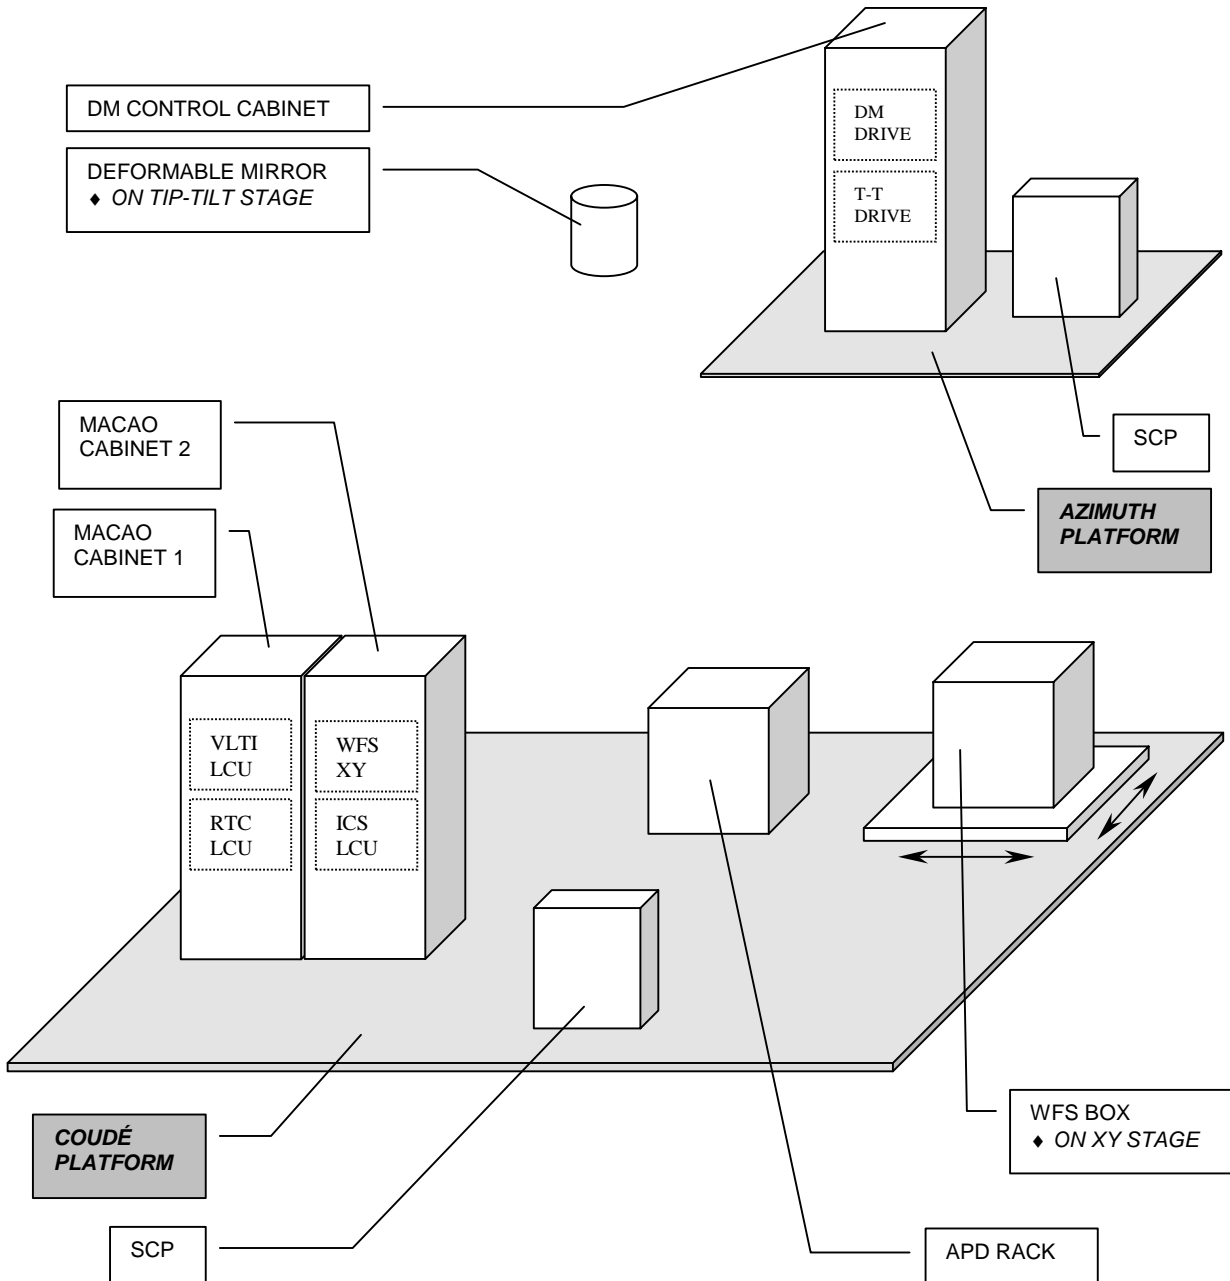 DM CONTROL CABINET
DEFORMABLE MIRROR
♦ ON TIP-TILT STAGE
DM
DRIVE
T-T
DRIVE
SCP
AZIMUTH
PLATFORM
MACAO
CABINET 2
MACAO
CABINET 1
VLTI
LCU
RTC
LCU
WFS
XY
ICS
LCU
COUDÉ
PLATFORM
SCP
WFS BOX
♦ ON XY STAGE
APD RACK